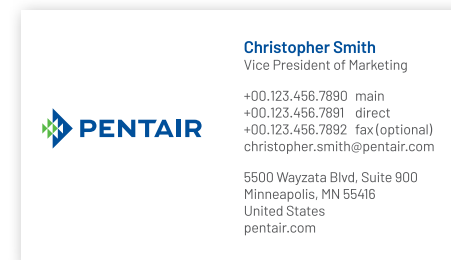 PENTAIR
Christopher Smith
Vice President of Marketing
+00.123.456.7890 main
+00.123.456.7891 direct
+00.123.456.7892 fax (optional)
christopher.smith@pentair.com
5500 Wayzata Blvd, Suite 900
Minneapolis, MN 55416
United States
pentair.com